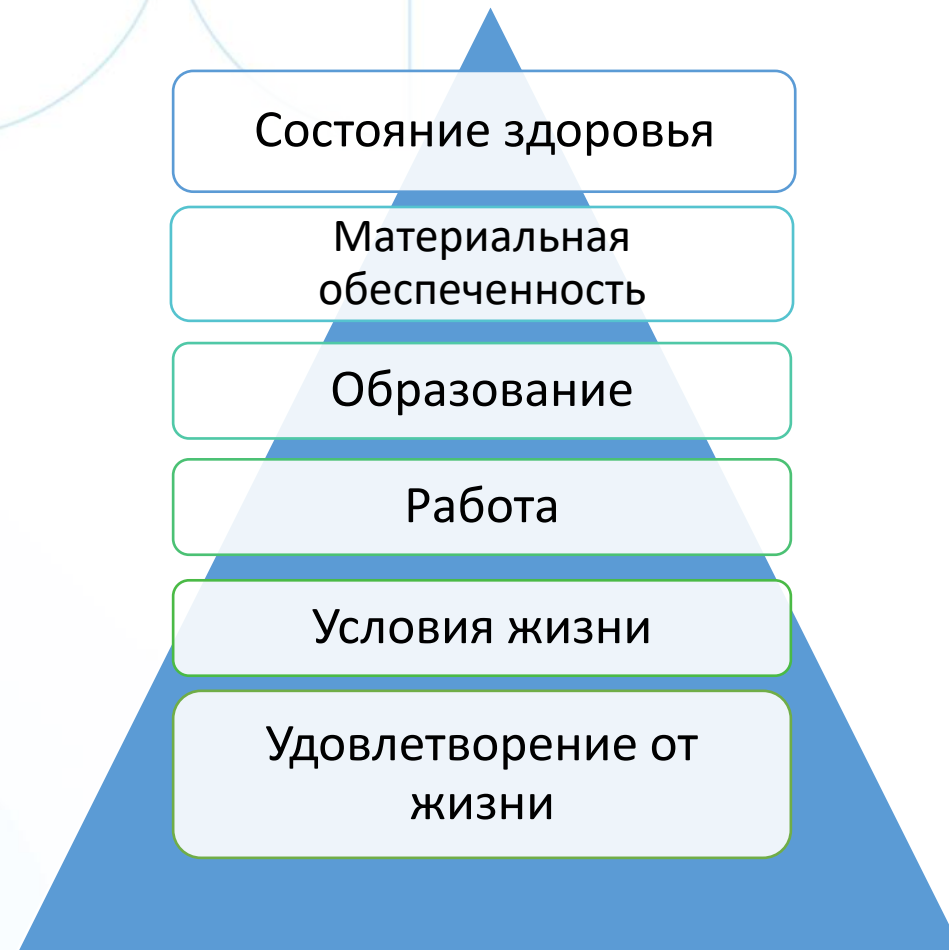 Состояние здоровья
Материальная
обеспеченность
Образование
Работа
Условия жизни
Удовлетворение от
жизни